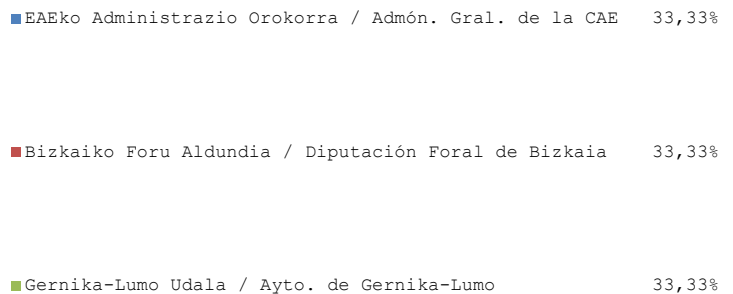 EAEko Administrazio Orokorra / Admón. Gral. de la CAE 33,33%
Bizkaiko Foru Aldundia / Diputación Foral de Bizkaia 33,33%
Gernika-Lumo Udala / Ayto. de Gernika-Lumo 33,33%